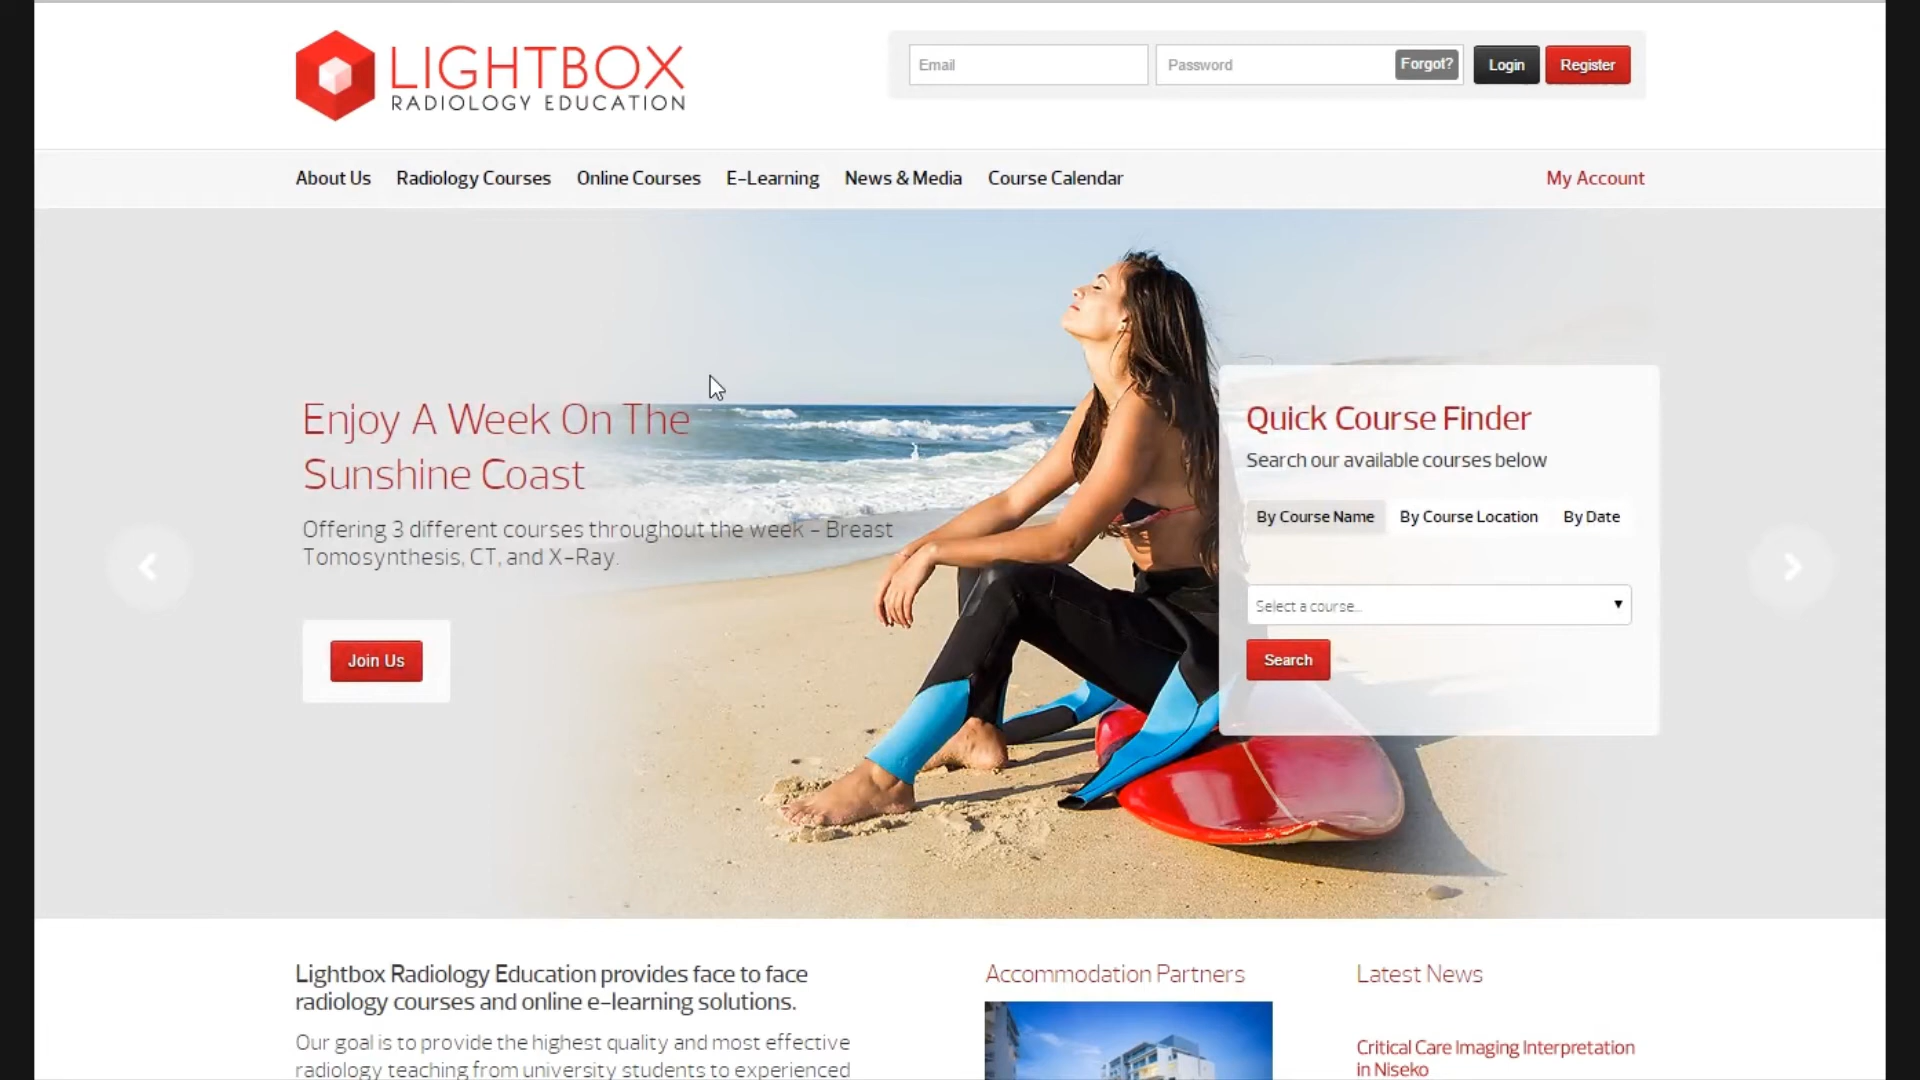 LIGHTBOX
RADIOLOGY EDUCATION
Email
Password
Forgot?
Login
Register
About Us
Radiology Courses
Online Courses
E-Learning
News & Media
Course Calendar
My Account
Enjoy A Week On The
Sunshine Coast
Offering 3 different courses throughout the week - Breast
Tomosynthesis, CT, and X-Ray.
Join Us
Quick Course Finder
Search our available courses below
By Course Name
By Course Location
By Date
Select a course...
Search
Lightbox Radiology Education provides face to face
radiology courses and online e-learning solutions.
Our goal is to provide the highest quality and most effective
radiology teaching from university students to experienced
Accommodation Partners
Latest News
Critical Care Imaging Interpretation
in Niseko